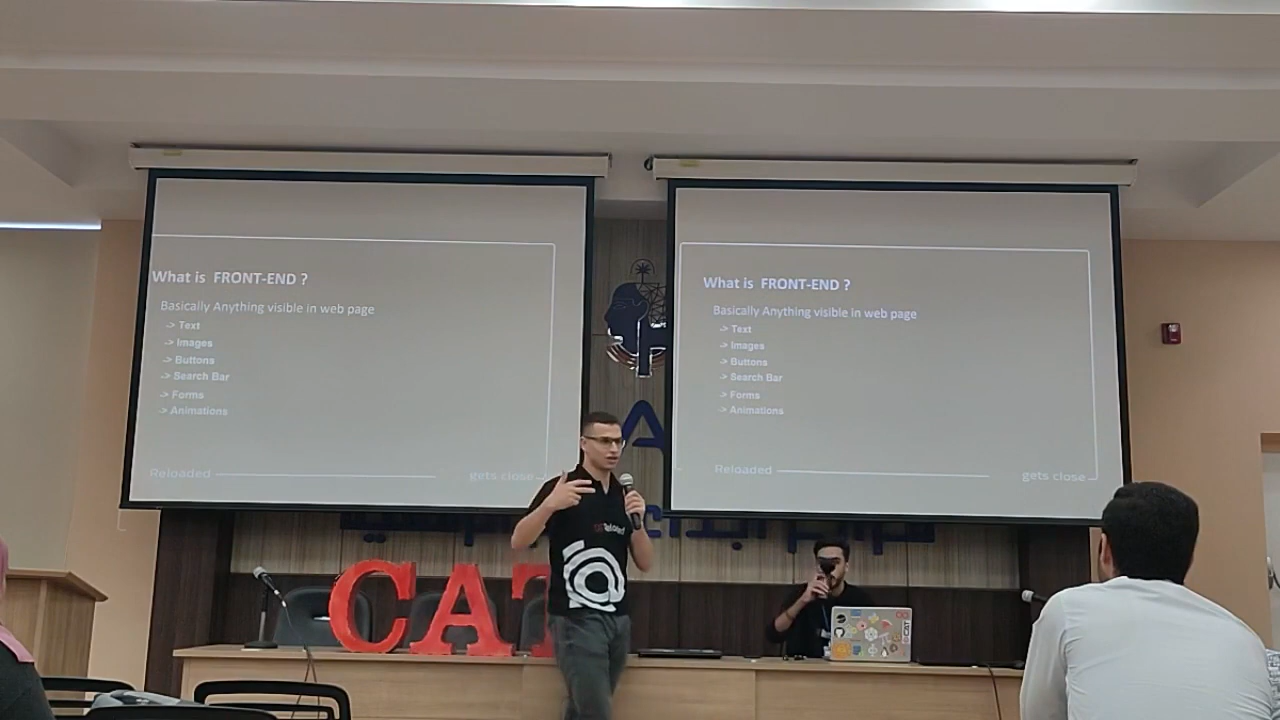 What is FRONT-END ?
Basically Anything visible in web page
-> Text
-> Images
-> Buttons
-> Search Bar
-> Forms
-> Animations
Reloaded
gets close
What is FRONT-END ?
Basically Anything visible in web page
-> Text
-> Images
-> Buttons
-> Search Bar
-> Forms
-> Animations
Reloaded
gets close
A
CAT